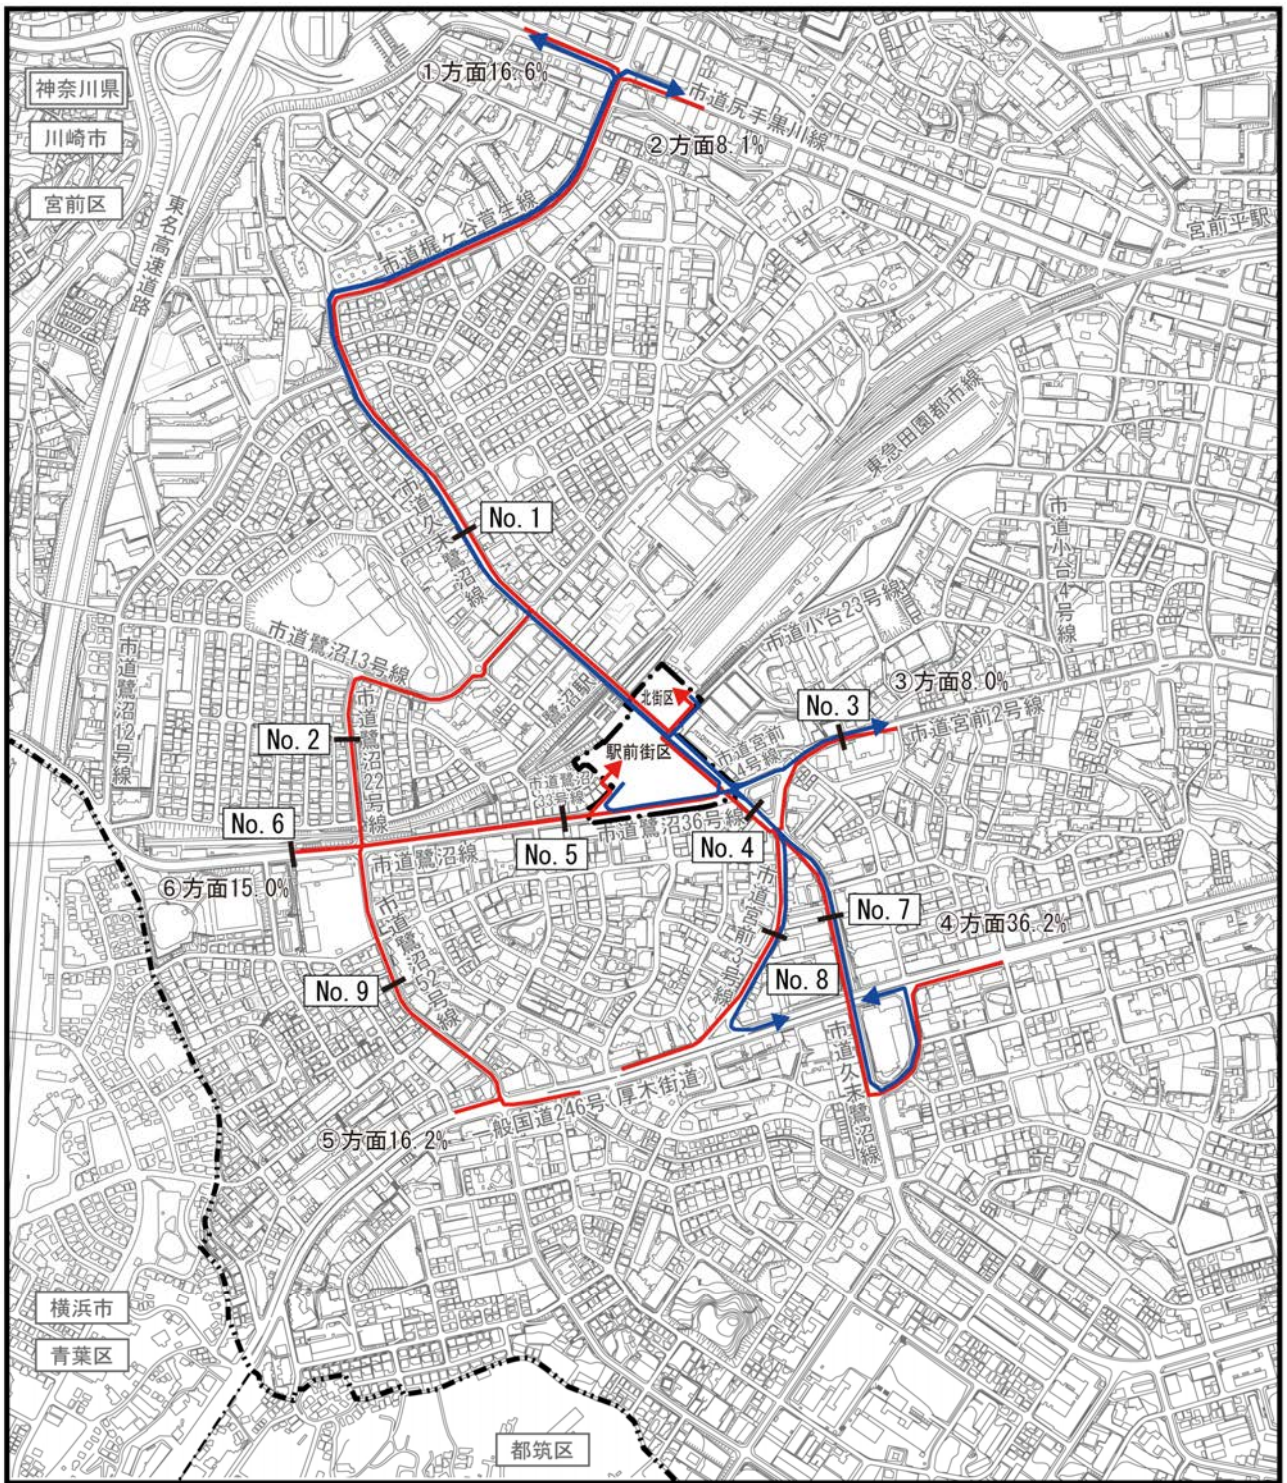 ①方面16.6%
神奈川県
市道尻手黒川線
川崎市
②方面8.1%
宮前区
東名高速道路
宮前平駅
市道梶ケ谷菅生線
東急田園都市線
市道久末鷺沼線
No.1
市道小台4号線
市道小台23号線
市道鷺沼13号線
市道鷺沼12号線
鷺沼駅
③方面8.0%
北街区
No.3
市道鷺沼22号線
市道宮前2号線
No.2
市道宮前
4号線
駅前街区
市道鷺沼
33号線
No.6
市道鷺沼36号線
No.5
No.4
市道鷺沼線
⑥方面15.0%
市道宮前3号線
No.7
④方面36.2%
市道鷺沼52号線
No.8
No.9
市道久末鷺沼線
一般国道246号(厚木街道)
⑤方面16.2%
横浜市
青葉区
都筑区